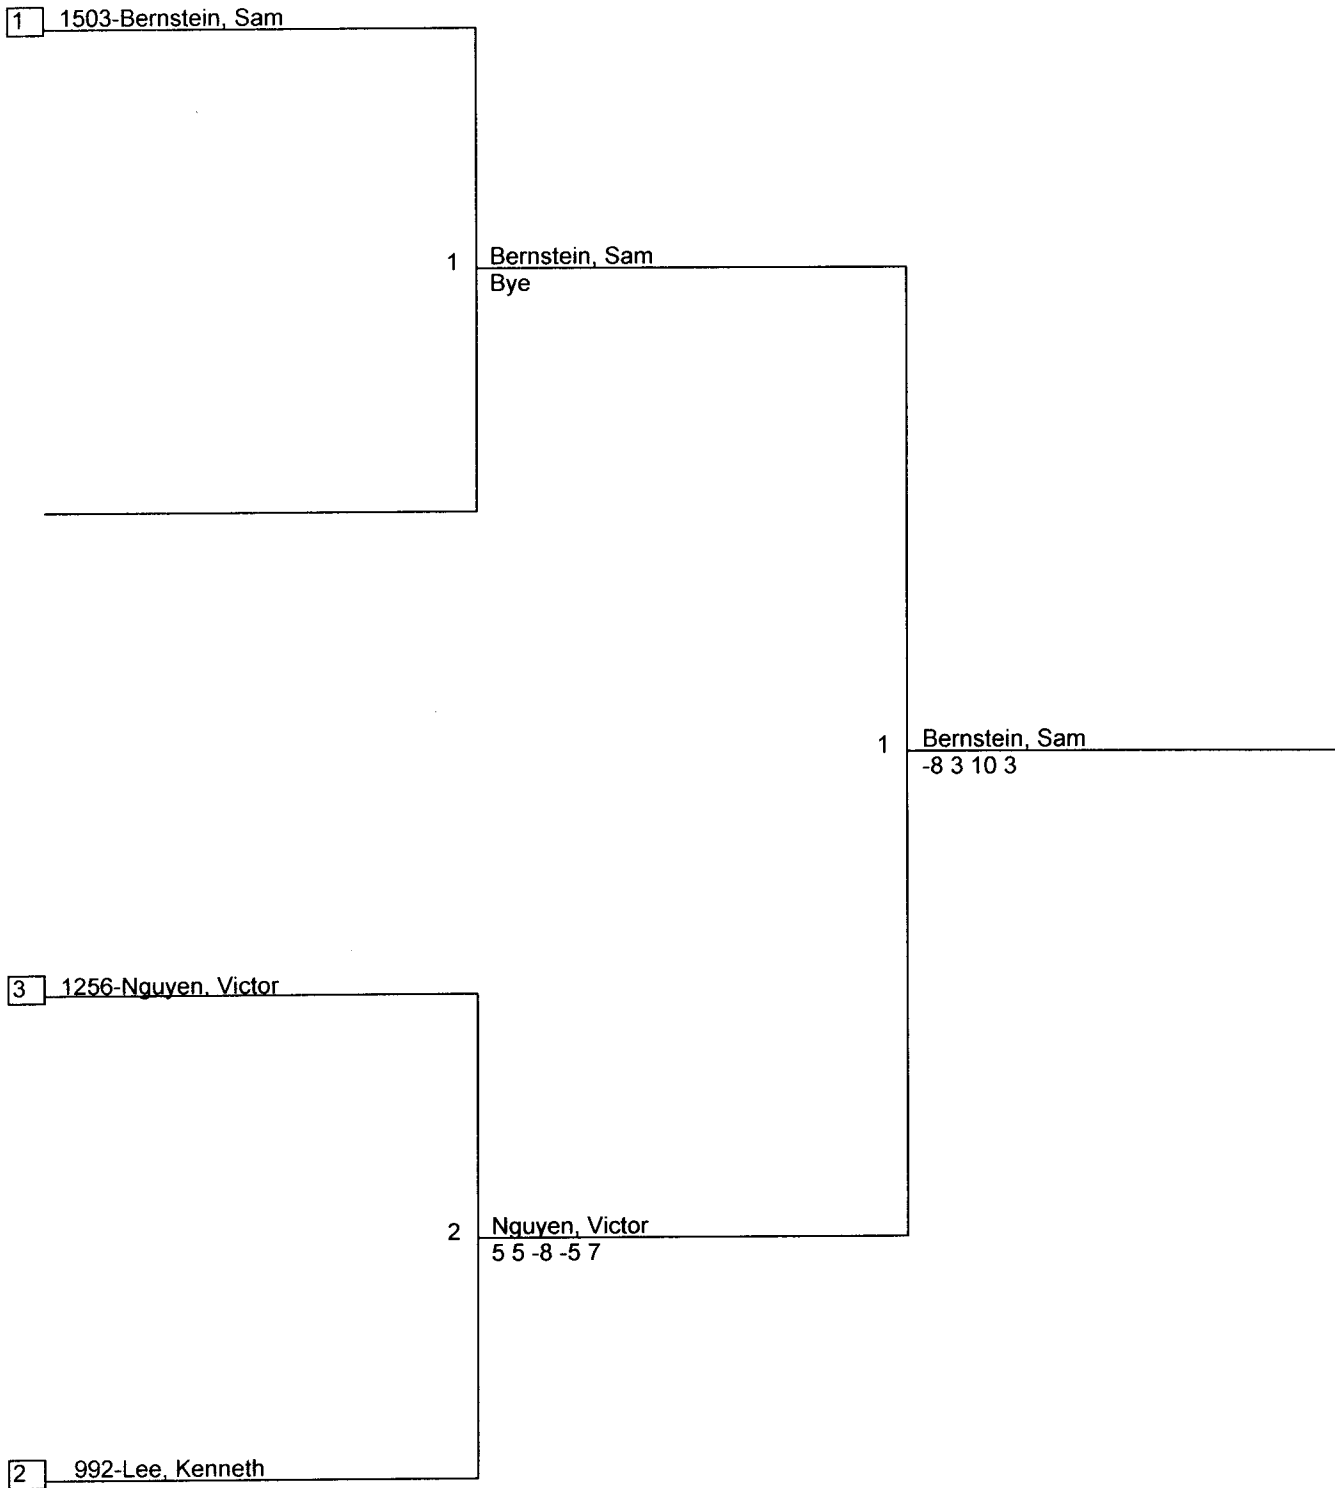 1 1503-Bernstein, Sam
1 Bernstein, Sam
Bye
1 Bernstein, Sam
-8 3 10 3
3 1256-Nguyen, Victor
2 Nguyen, Victor
5 5 -8 -5 7
2 992-Lee, Kenneth